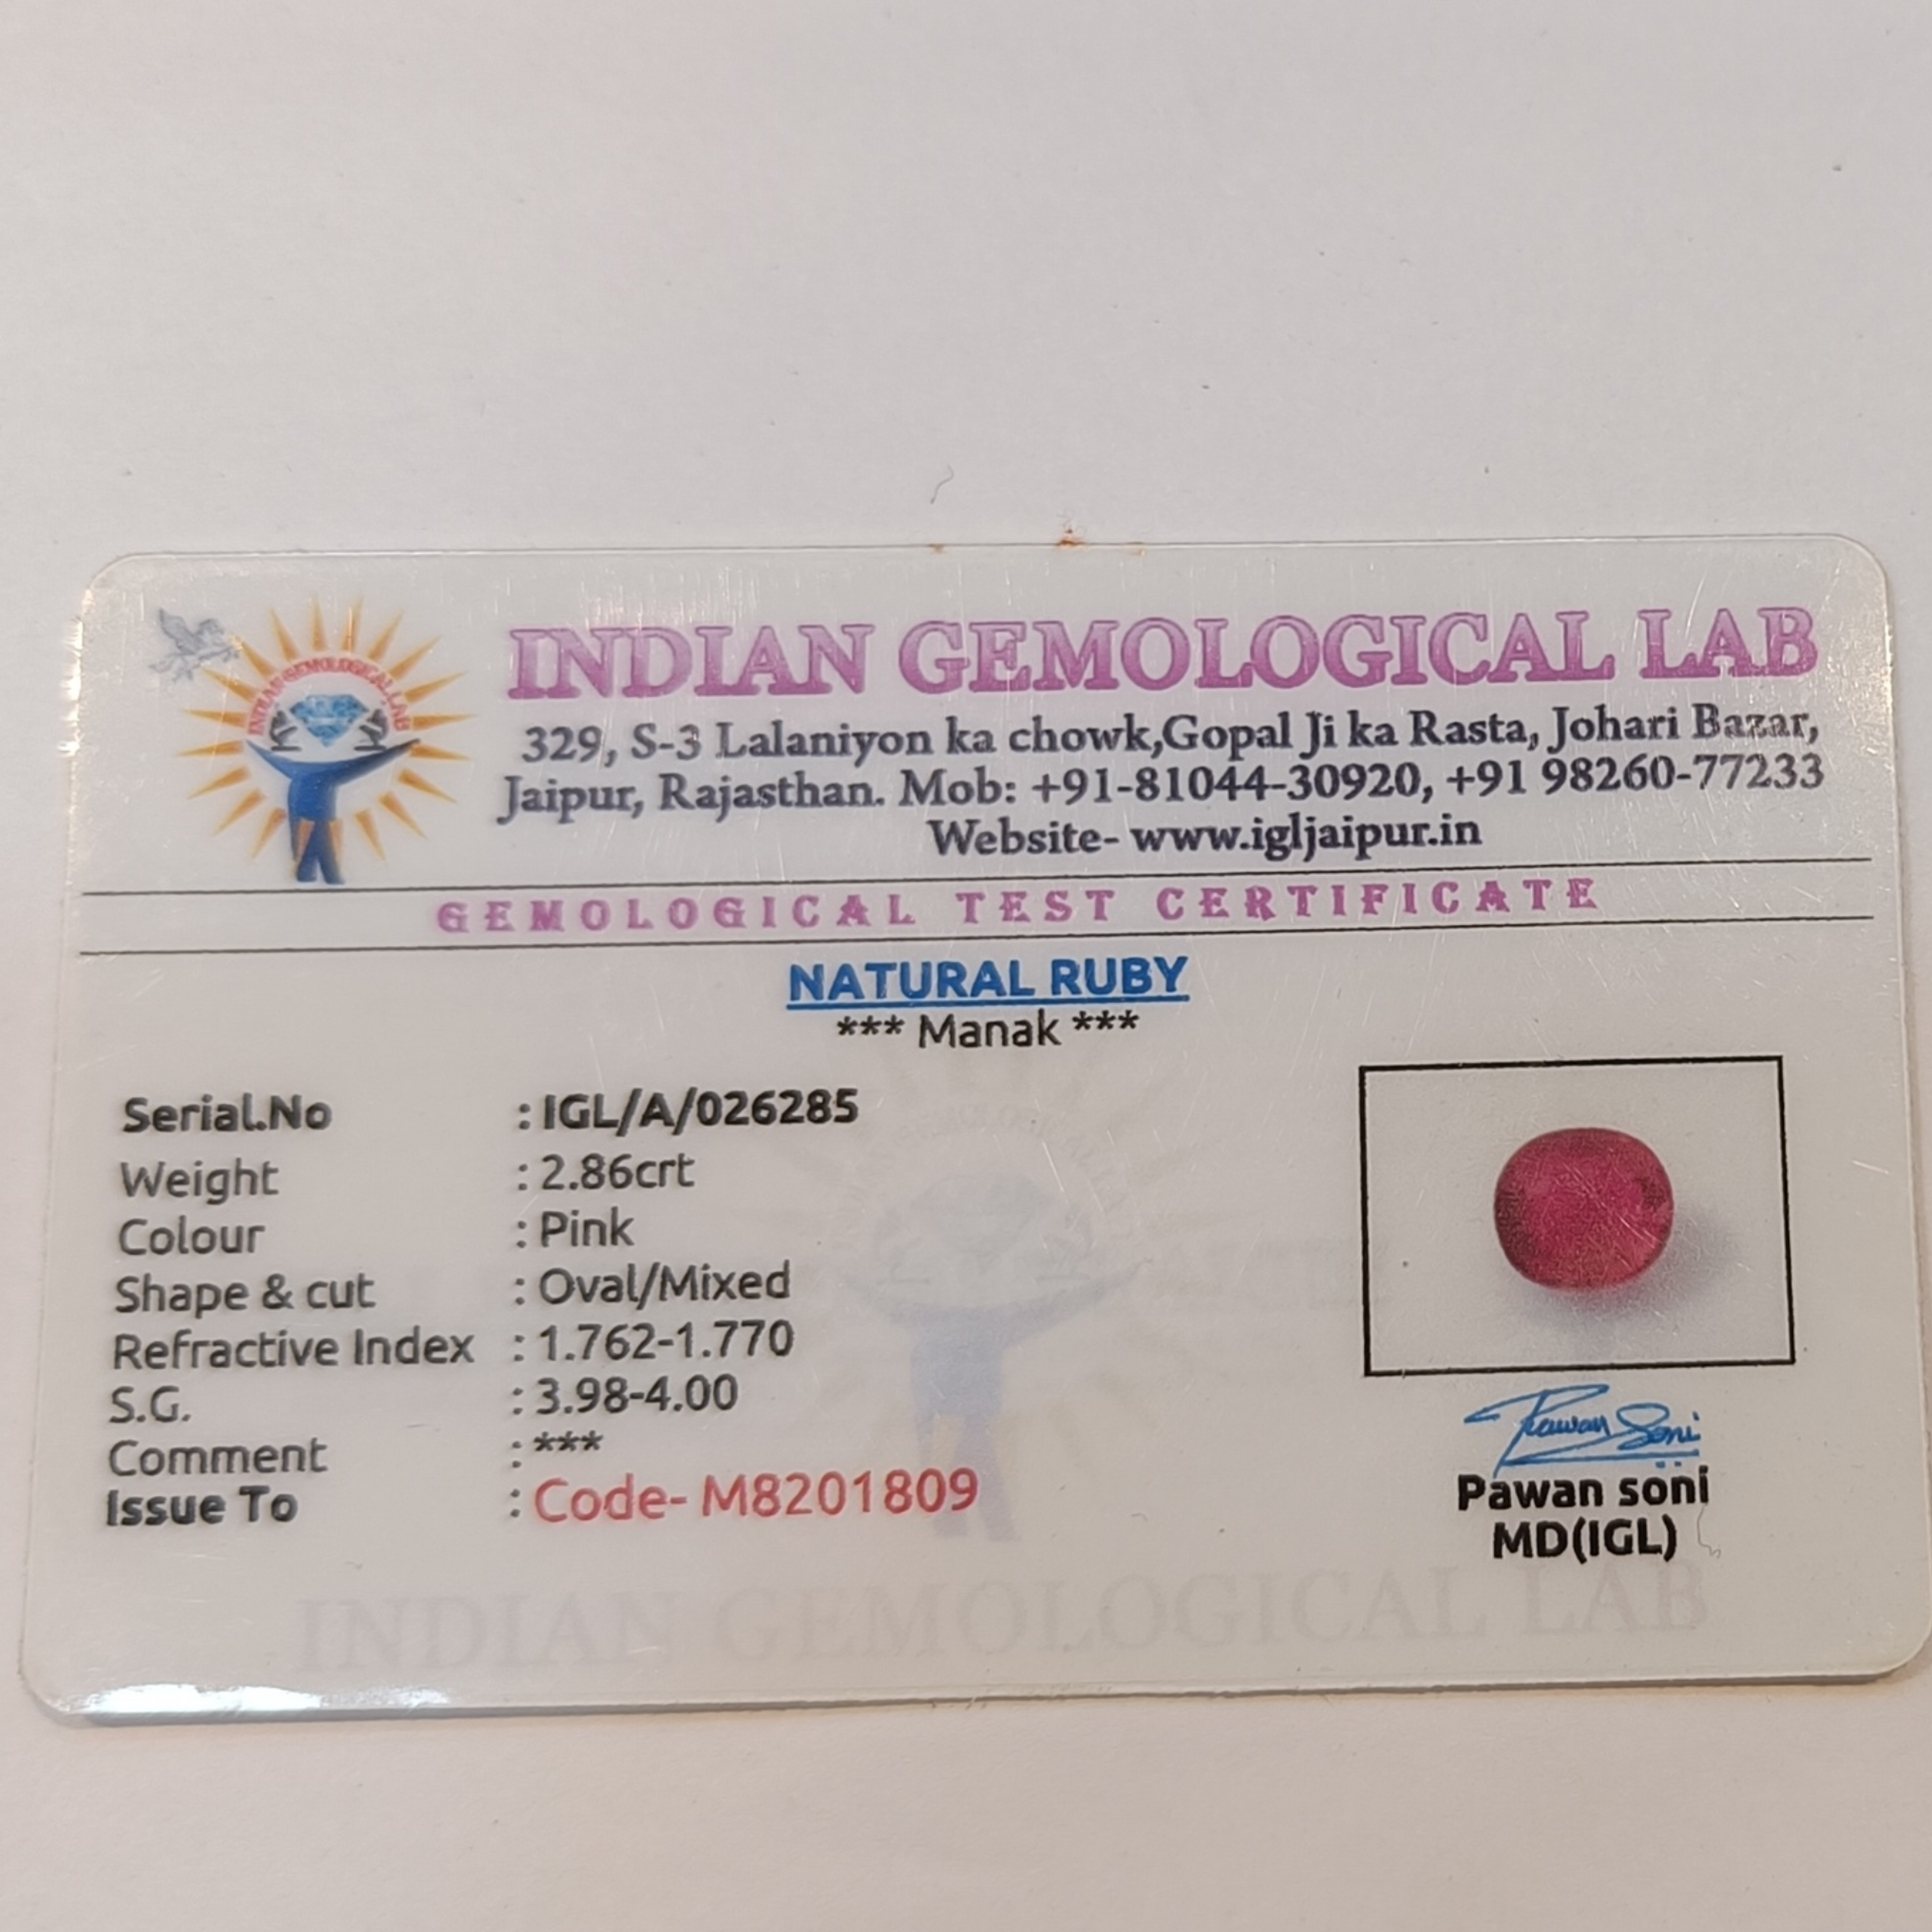 INDIAN GEMOLOGICAL LAB
INDIAN GEMOLOGICAL LAB
329, S-3 Lalaniyon ka chowk,Gopal Ji ka Rasta, Johari Bazar,
Jaipur, Rajasthan. Mob: +91-81044-30920, +91 98260-77233
Website- www.igljaipur.in
GEMOLOGICAL TEST CERTIFICATE
NATURAL RUBY
*** Manak ***
Serial.No : IGL/A/026285
Weight : 2.86crt
Colour : Pink
Shape & cut : Oval/Mixed
Refractive Index : 1.762-1.770
S.G. : 3.98-4.00
Comment : ***
Issue To : Code- M8201809
Pawan Soni
Pawan soni
MD(IGL)
INDIAN GEMOLOGICAL LAB